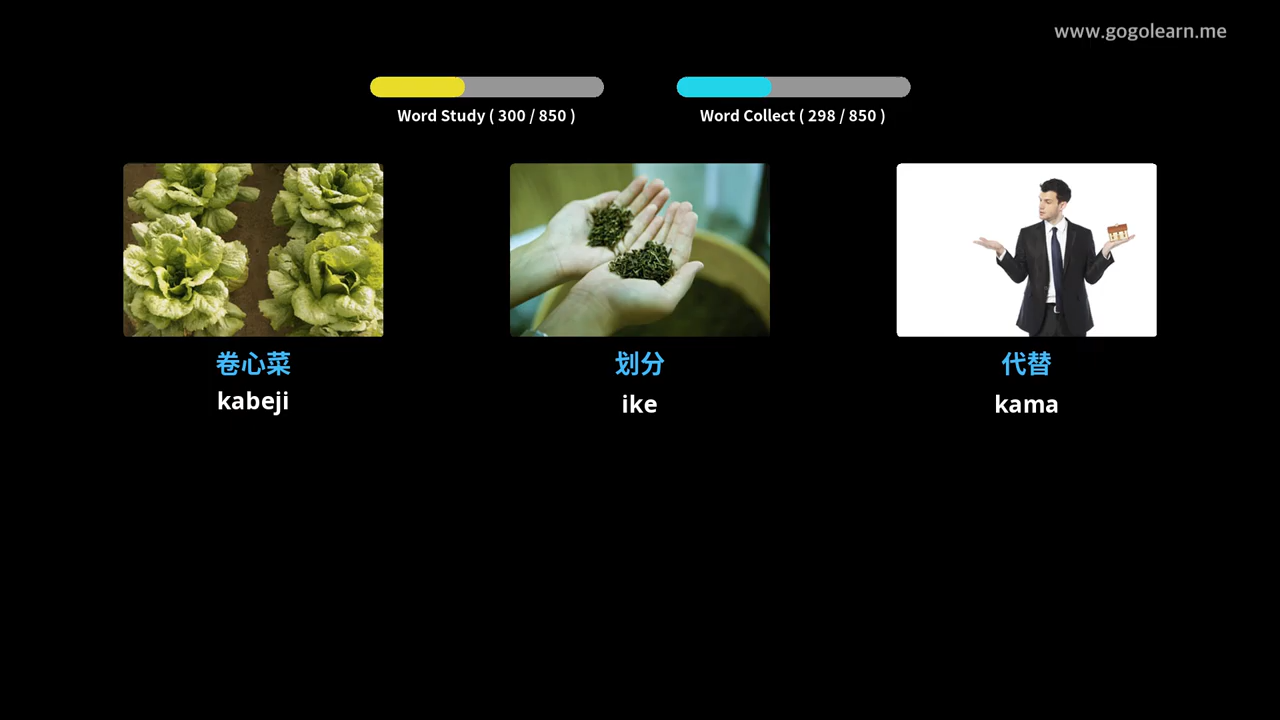 www.gogolearn.me
Word Study ( 300 / 850 )
Word Collect ( 298 / 850 )
卷心菜
kabeji
划分
ike
代替
kama